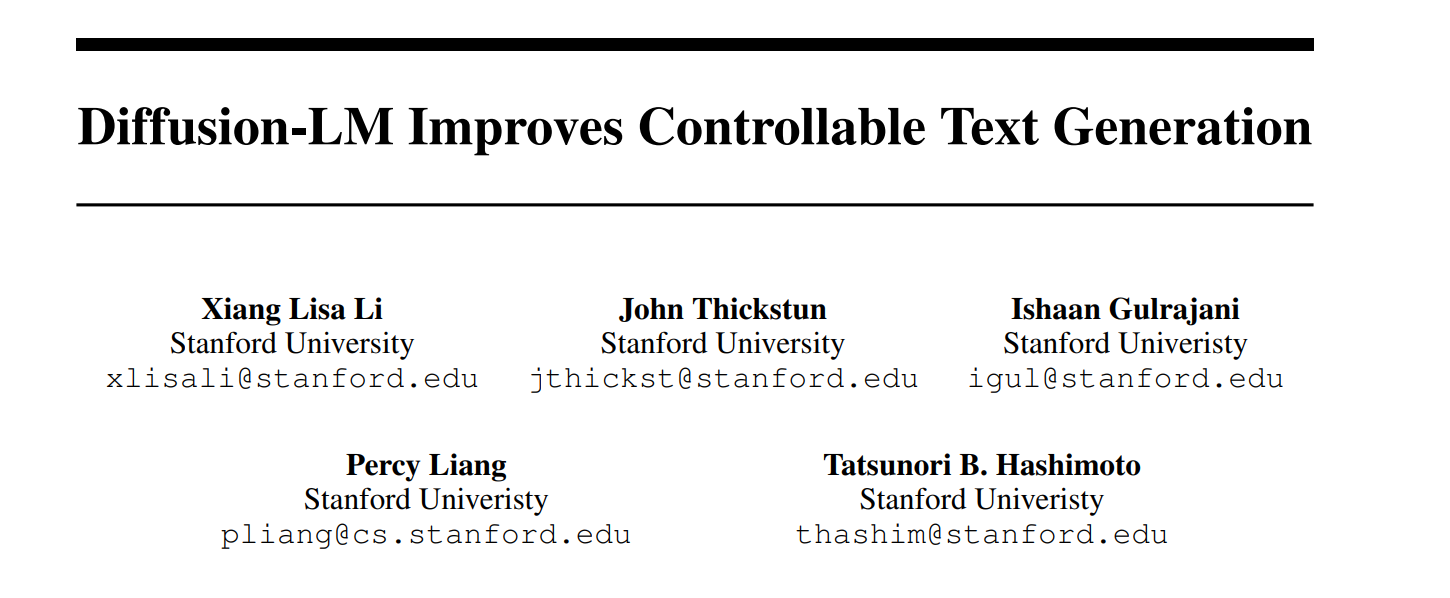 Diffusion-LM Improves Controllable Text Generation
Xiang Lisa Li John Thickstun Ishaan Gulrajani
Stanford University Stanford Univeristy Stanford Univeristy
xlisali@stanford.edu jthickst@stanford.edu igul@stanford.edu
Percy Liang Tatsunori B. Hashimoto
Stanford Univeristy Stanford Univeristy
pliang@cs.stanford.edu thashim@stanford.edu